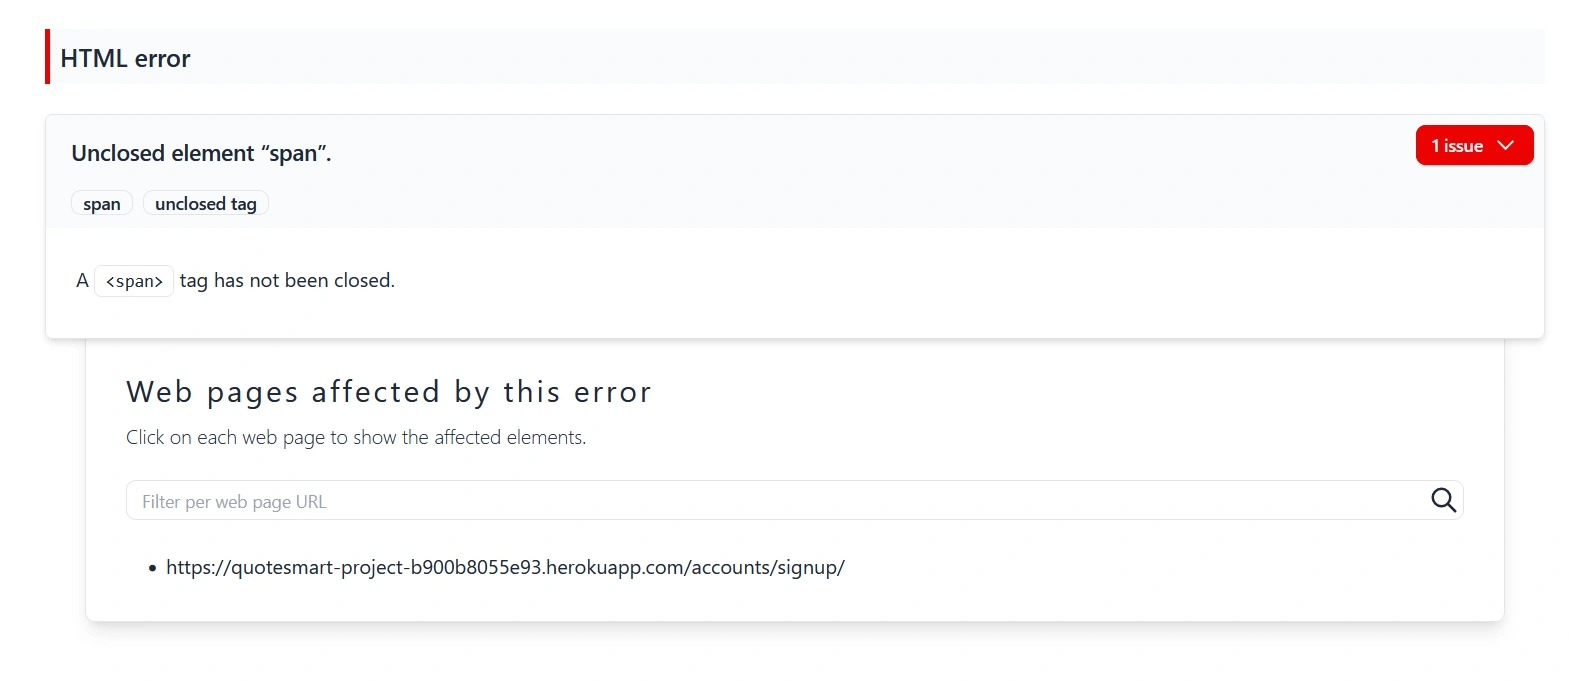 HTML error
Unclosed element “span”.
1 issue
span unclosed tag
A <span> tag has not been closed.
Web pages affected by this error
Click on each web page to show the affected elements.
Filter per web page URL
• https://quotesmart-project-b900b8055e93.herokuapp.com/accounts/signup/